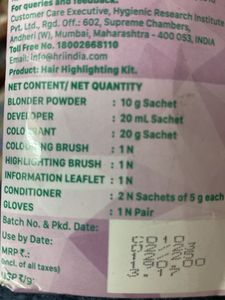 For queries and feedback:
Customer Care Executive, Hygienic Research Institute
Pvt. Ltd., Rgd. Off.: 602, Supreme Chambers,
Andheri (W), Mumbai, Maharashtra - 400 053, INDIA
Toll Free No. 18002668110
Email: info@hriindia.com
Product: Hair Highlighting Kit.
NET CONTENT/ NET QUANTITY
BLONDER POWDER : 10 g Sachet
DEVELOPER : 20 mL Sachet
COLORANT : 20 g Sachet
COLOURING BRUSH : 1 N
HIGHLIGHTING BRUSH : 1 N
INFORMATION LEAFLET : 1 N
CONDITIONER : 2 N Sachets of 5 g each
GLOVES : 1 N Pair
Batch No. & Pkd. Date:
Use by Date:
MRP ₹.:
(incl. of all taxes)
USP ₹/g: